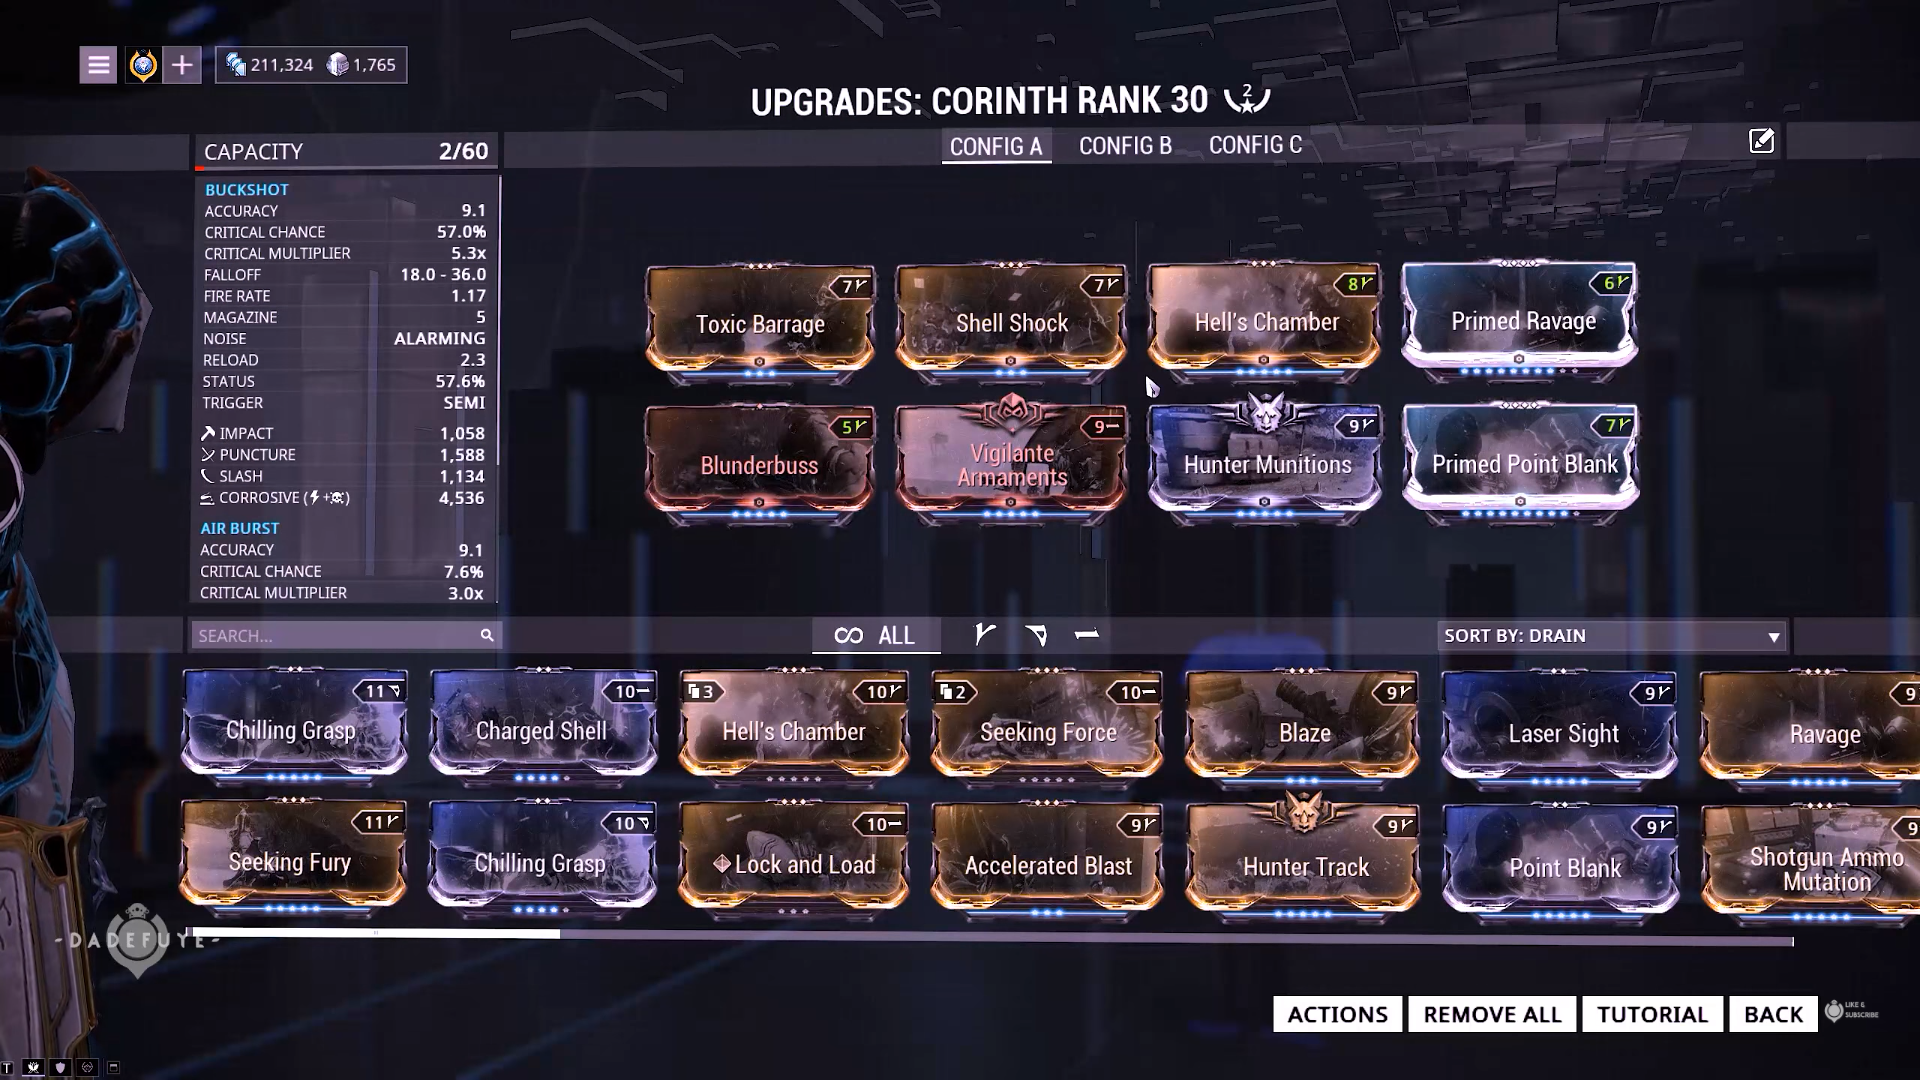 211,324 1,765
UPGRADES: CORINTH RANK 30 2
CONFIG A CONFIG B CONFIG C
CAPACITY 2/60
BUCKSHOT
ACCURACY 9.1
CRITICAL CHANCE 57.0%
CRITICAL MULTIPLIER 5.3x
FALLOFF 18.0 - 36.0
FIRE RATE 1.17
MAGAZINE 5
NOISE ALARMING
RELOAD 2.3
STATUS 57.6%
TRIGGER SEMI
IMPACT 1,058
PUNCTURE 1,588
SLASH 1,134
CORROSIVE ( + ) 4,536
AIR BURST
ACCURACY 9.1
CRITICAL CHANCE 7.6%
CRITICAL MULTIPLIER 3.0x
7 7 8 6
Toxic Barrage Shell Shock Hell's Chamber Primed Ravage
5 9 9 7
Blunderbuss Vigilante Armaments Hunter Munitions Primed Point Blank
SEARCH... ALL SORT BY: DRAIN
11 10 3 10 2 10 9 9 9
Chilling Grasp Charged Shell Hell's Chamber Seeking Force Blaze Laser Sight Ravage
11 10 10 9 9 9 9
Seeking Fury Chilling Grasp Lock and Load Accelerated Blast Hunter Track Point Blank Shotgun Ammo Mutation
-DADEFUYE-
ACTIONS REMOVE ALL TUTORIAL BACK
LIKE &
SUBSCRIBE
T